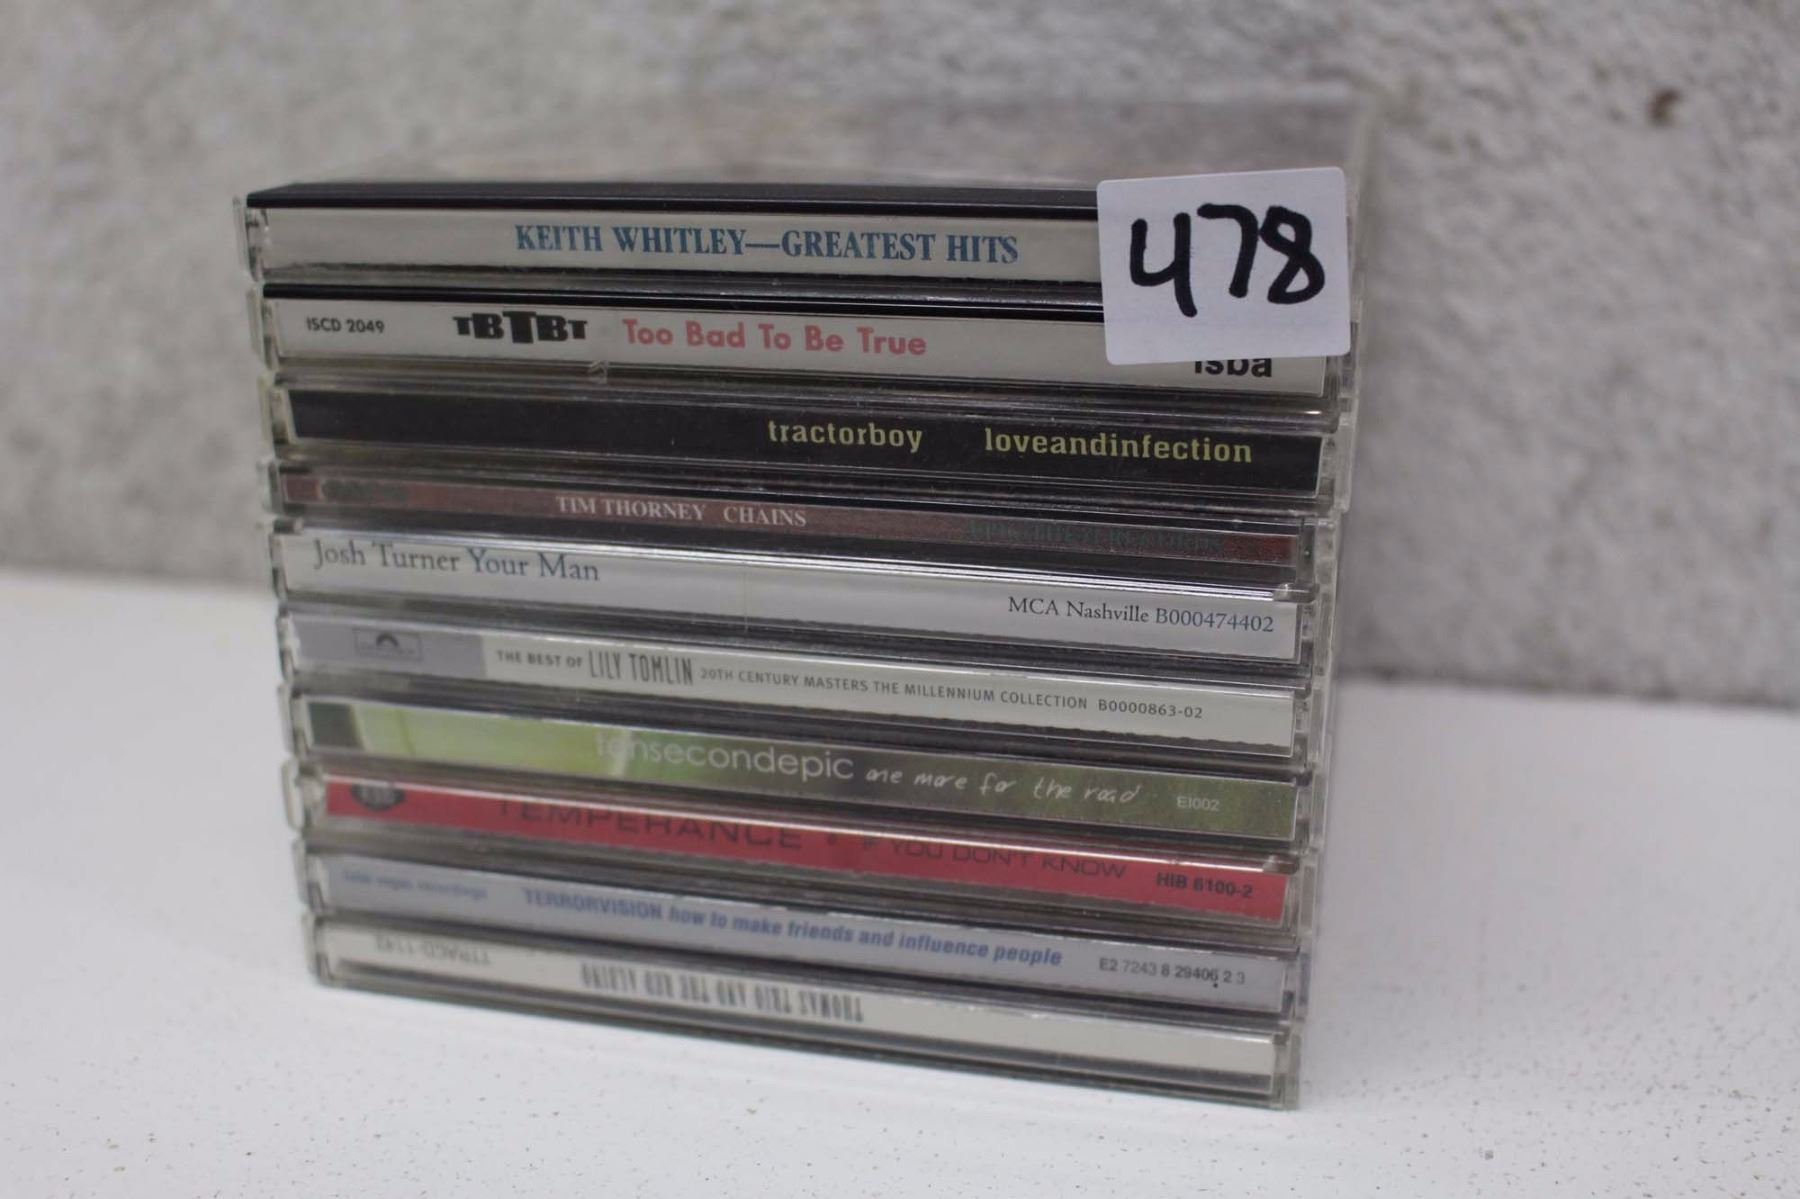 KEITH WHITLEY—GREATEST HITS
478
ISCD 2049 TBTBT Too Bad To Be True isba
tractorboy loveandinfection
TIM THORNEY CHAINS RECORDS
Josh Turner Your Man MCA Nashville B000474402
THE BEST OF LILY TOMLIN 20TH CENTURY MASTERS THE MILLENNIUM COLLECTION B0000863-02
tensecondepic one more for the road EI002
TEMPERANCE • IF YOU DON'T KNOW HIB 6100-2
TERRORVISION how to make friends and influence people E2 7243 8 29406 2 3
THOMAS TRIO AND THE RED ALBINO